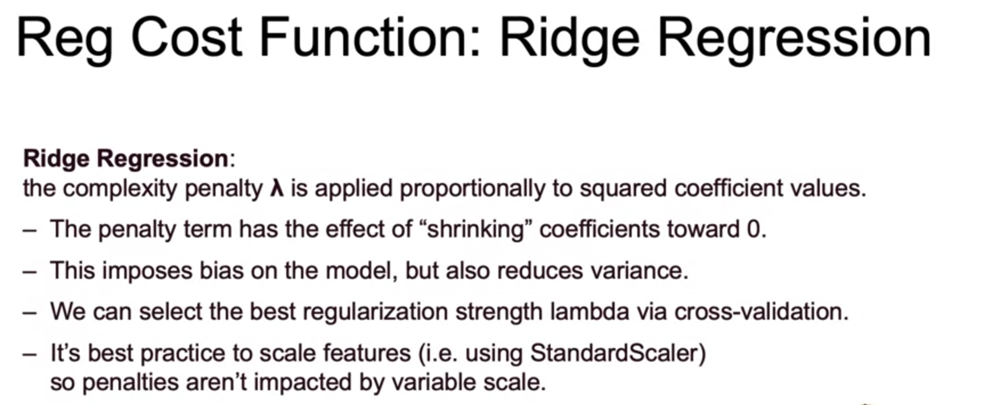 Reg Cost Function: Ridge Regression
Ridge Regression:
the complexity penalty λ is applied proportionally to squared coefficient values.
– The penalty term has the effect of “shrinking” coefficients toward 0.
– This imposes bias on the model, but also reduces variance.
– We can select the best regularization strength lambda via cross-validation.
– It’s best practice to scale features (i.e. using StandardScaler)
so penalties aren’t impacted by variable scale.